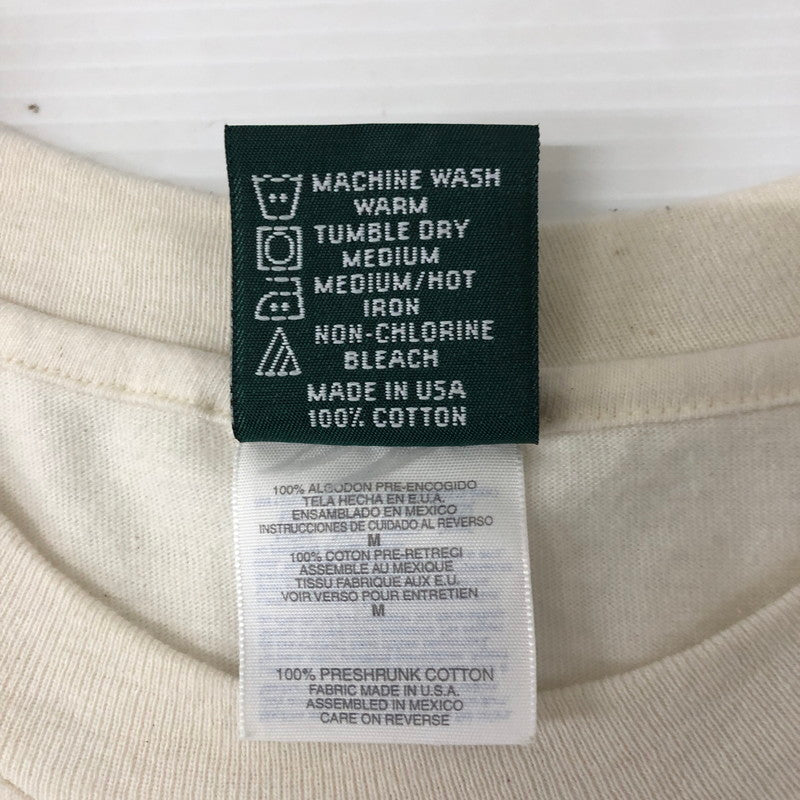 MACHINE WASH
WARM
TUMBLE DRY
MEDIUM
MEDIUM/HOT
IRON
NON-CHLORINE
BLEACH
MADE IN USA
100% COTTON
100% ALGODON PRE-ENCOGIDO
TELA HECHA EN E.U.A.
ENSAMBLADO EN MEXICO
INSTRUCCIONES DE CUIDADO AL REVERSO
M
100% COTON PRE-RETRECI
ASSEMBLE AU MEXIQUE
TISSU FABRIQUE AUX E.U.
VOIR VERSO POUR ENTRETIEN
M
100% PRESHRUNK COTTON
FABRIC MADE IN U.S.A.
ASSEMBLED IN MEXICO
CARE ON REVERSE